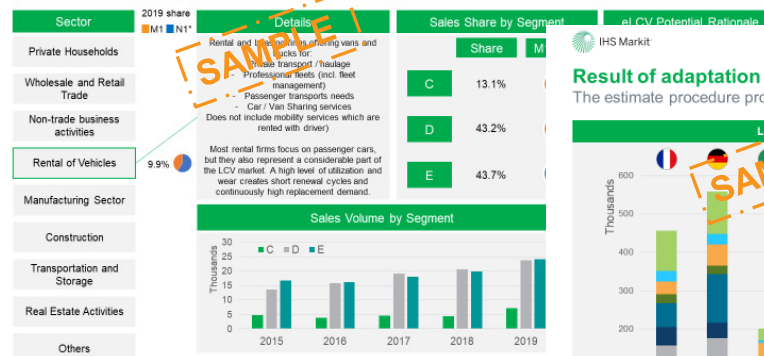 Sector
2019 share
M1 N1*
Private Households
Wholesale and Retail
Trade
Non-trade business
activities
Rental of Vehicles
9.9%
Manufacturing Sector
Construction
Transportation and
Storage
Real Estate Activities
Others
Details
Rental and offering vans and
trucks for:
Private transport / haulage
- Professional fleets (incl. fleet
management)
- Passenger transports needs
- Car / Van Sharing services
Does not include mobility services which are
rented with driver)
Most rental firms focus on passenger cars,
but they also represent a considerable part of
the LCV market. A high level of utilization and
wear creates short renewal cycles and
continuously high replacement demand.
SAMPLE
Sales Share by Segment
Share
C
13.1%
D
43.2%
E
43.7%
Sales Volume by Segment
Thousands
30
25
20
15
10
5
0
C D E
2015 2016 2017 2018 2019
eLCV Potential Rationale
IHS Markit
Result of adaptation
The estimate procedure
Thousands
600
500
400
300
200